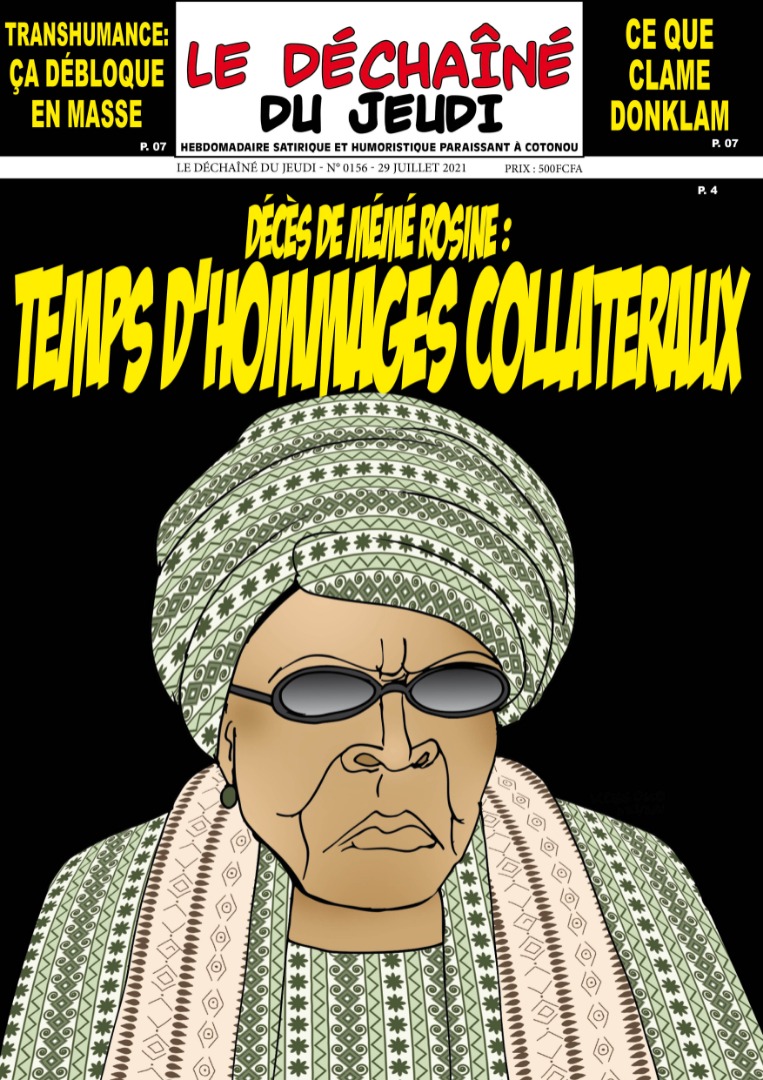 TRANSHUMANCE:
ÇA DÉBLOQUE
EN MASSE
P. 07
LE DÉCHAÎNÉ
DU JEUDI
HEBDOMADAIRE SATIRIQUE ET HUMORISTIQUE PARAISSANT À COTONOU
CE QUE
CLAME
DONKLAM
P. 07
LE DÉCHAÎNÉ DU JEUDI - N° 0156 - 29 JUILLET 2021 PRIX : 500FCFA
P. 4
DÉCÈS DE MÉMÉ ROSINE :
TEMPS D'HOMMAGES COLLATERAUX